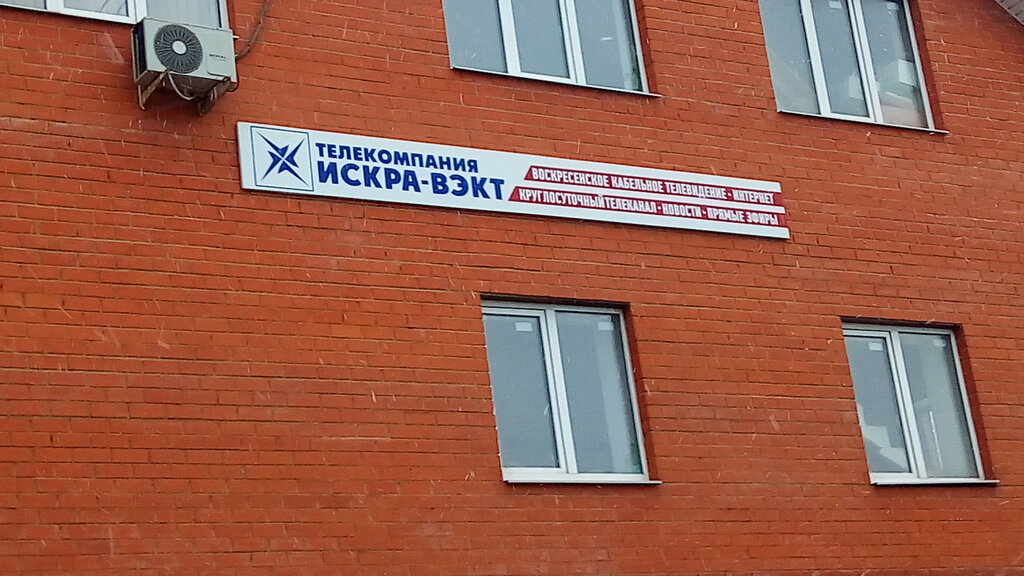 ТЕЛЕКОМПАНИЯ
ИСКРА-ВЭКТ
ВОСКРЕСЕНСКОЕ КАБЕЛЬНОЕ ТЕЛЕВИДЕНИЕ · ИНТЕРНЕТ
КРУГЛОСУТОЧНЫЙ ТЕЛЕКАНАЛ · НОВОСТИ · ПРЯМЫЕ ЭФИРЫ